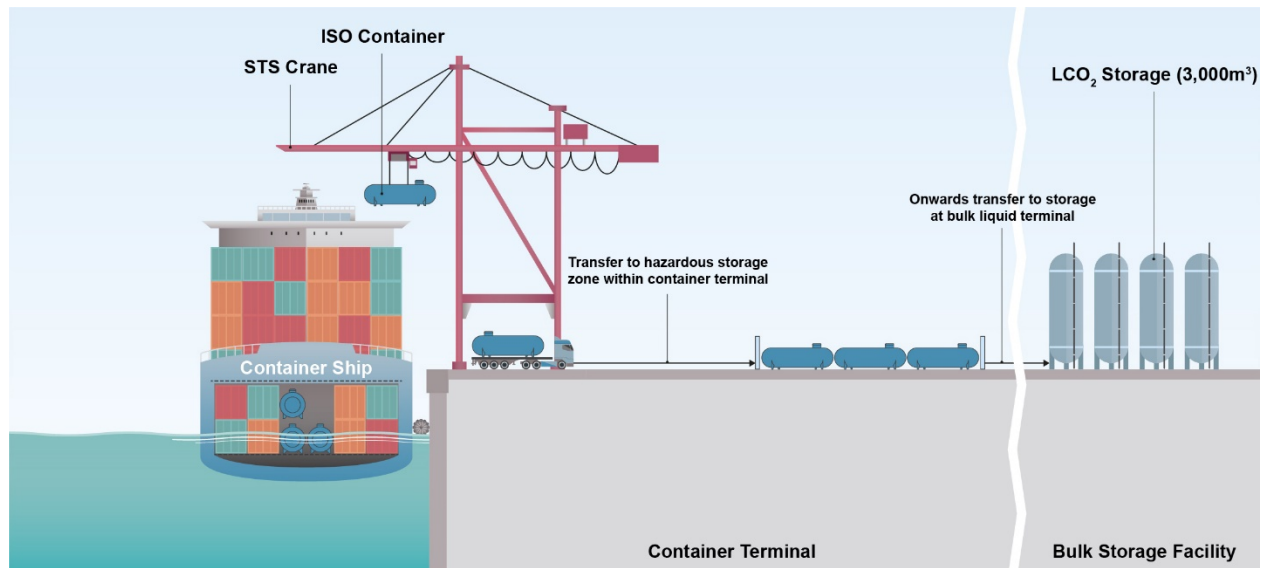 ISO Container
STS Crane
LCO₂ Storage (3,000m³)
Onwards transfer to storage
at bulk liquid terminal
Transfer to hazardous storage
zone within container terminal
Container Ship
Container Terminal
Bulk Storage Facility